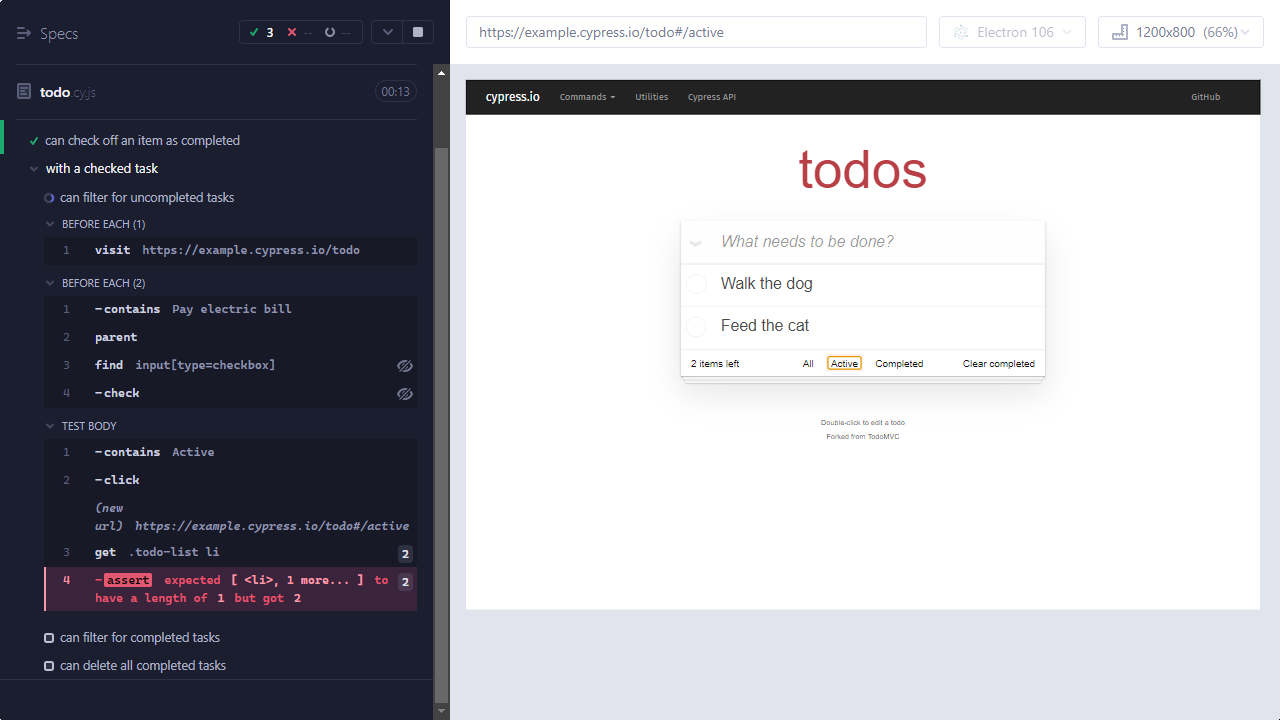 Specs
3 -- --
todo.cy.js 00:13
can check off an item as completed
with a checked task
can filter for uncompleted tasks
BEFORE EACH (1)
1 visit https://example.cypress.io/todo
BEFORE EACH (2)
1 -contains Pay electric bill
2 parent
3 find input[type=checkbox]
4 -check
TEST BODY
1 -contains Active
2 -click
(new
url) https://example.cypress.io/todo#/active
3 get .todo-list li 2
4 -assert expected [ <li>, 1 more... ] to 2
have a length of 1 but got 2
can filter for completed tasks
can delete all completed tasks
https://example.cypress.io/todo#/active Electron 106 1200x800 (66%)
cypress.io Commands Utilities Cypress API GitHub
todos
What needs to be done?
Walk the dog
Feed the cat
2 items left All Active Completed Clear completed
Double-click to edit a todo
Forked from TodoMVC